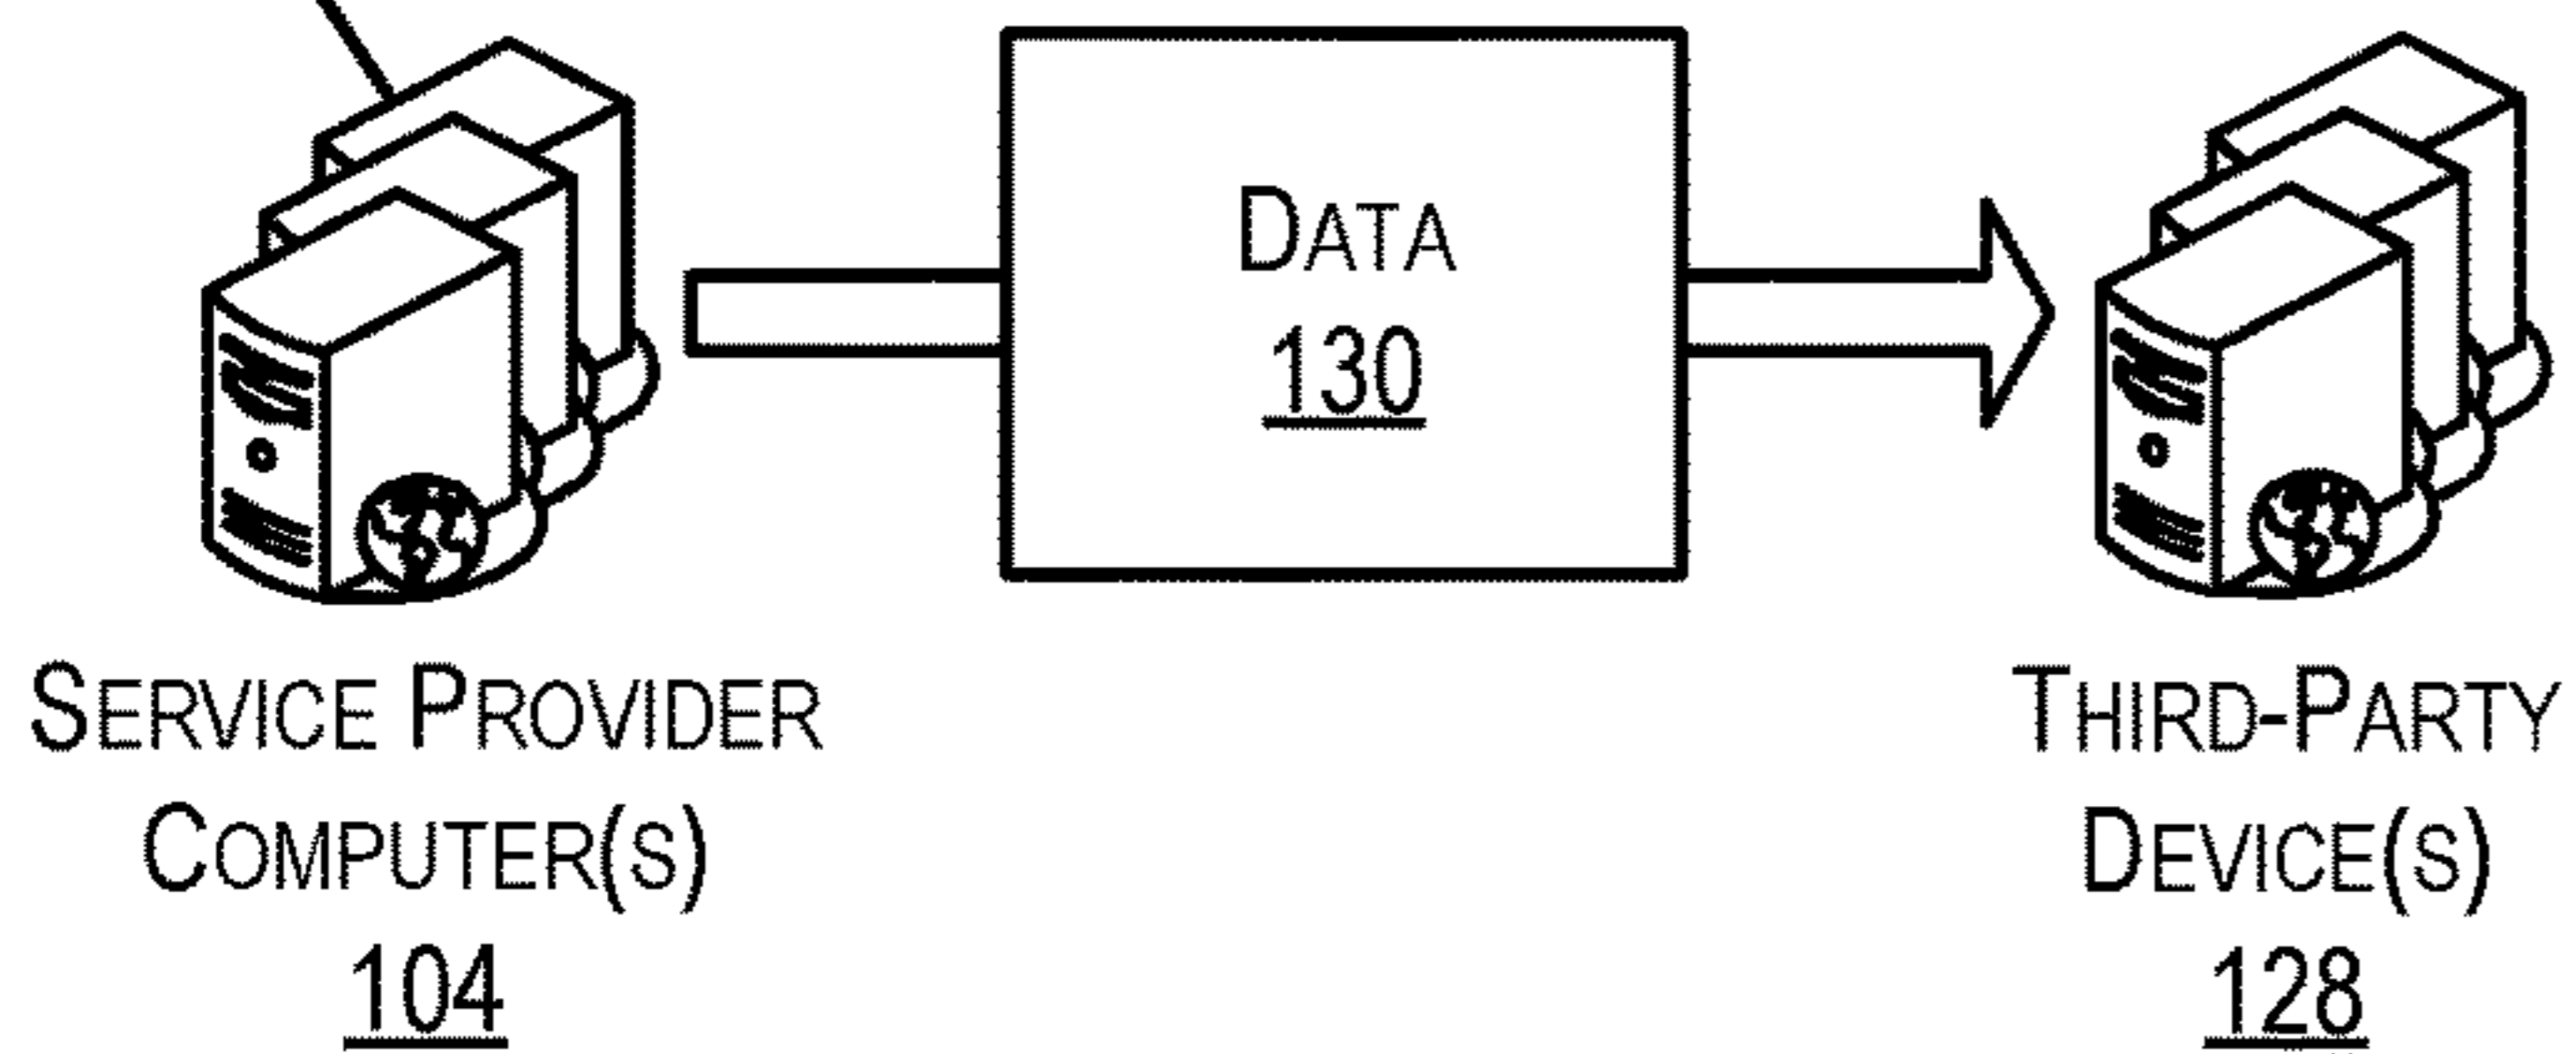 DATA
130
SERVICE PROVIDER
COMPUTER(S)
104
THIRD-PARTY
DEVICE(S)
128